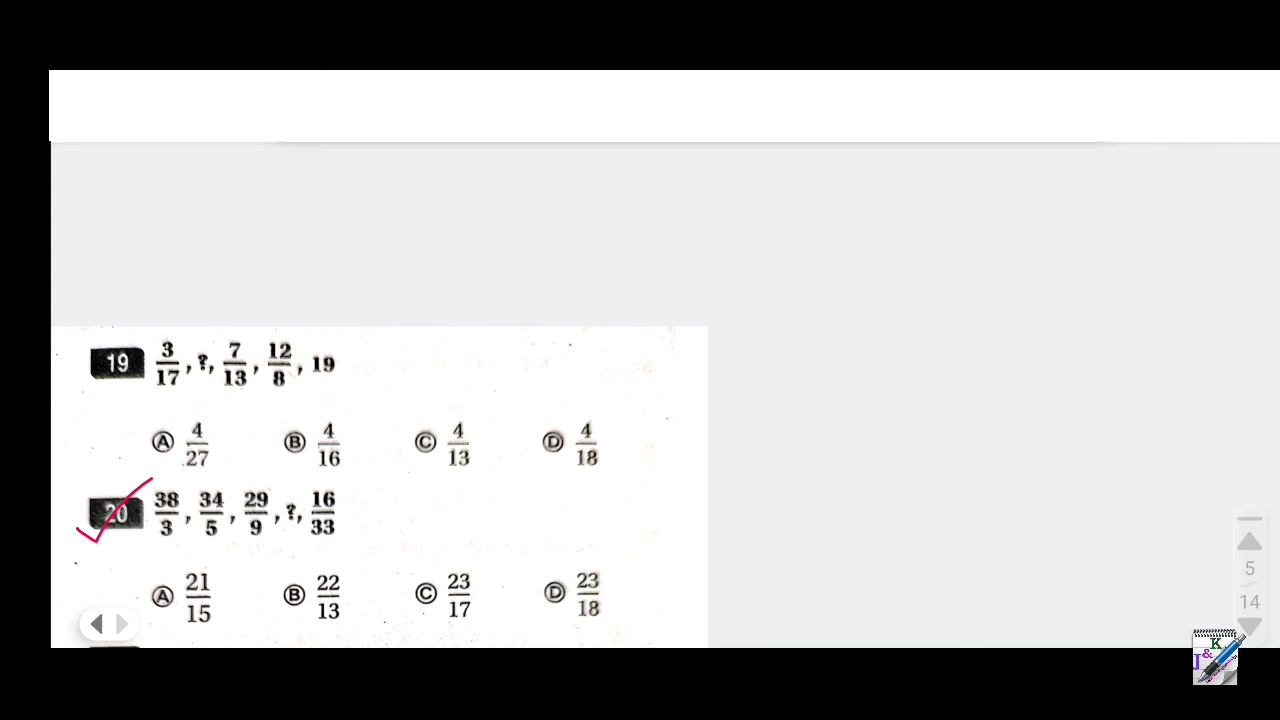 19 3/17 , ?, 7/13 , 12/8 , 19
Ⓐ 4/27 Ⓑ 4/16 Ⓒ 4/13 Ⓓ 4/18
20 38/3 , 34/5 , 29/9 , ?, 16/33
Ⓐ 21/15 Ⓑ 22/13 Ⓒ 23/17 Ⓓ 23/18
5
14
I & K